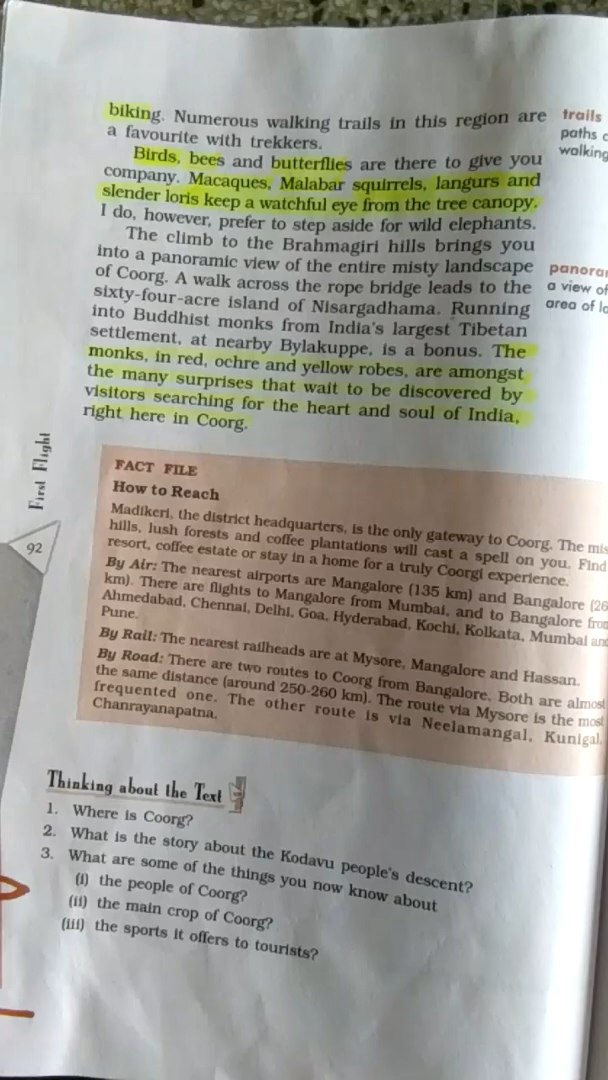 biking. Numerous walking trails in this region are
a favourite with trekkers.
Birds, bees and butterflies are there to give you
company. Macaques, Malabar squirrels, langurs and
slender loris keep a watchful eye from the tree canopy.
I do, however, prefer to step aside for wild elephants.
The climb to the Brahmagiri hills brings you
into a panoramic view of the entire misty landscape
of Coorg. A walk across the rope bridge leads to the
sixty-four-acre island of Nisargadhama. Running
into Buddhist monks from India's largest Tibetan
settlement, at nearby Bylakuppe, is a bonus. The
monks, in red, ochre and yellow robes, are amongst
the many surprises that wait to be discovered by
visitors searching for the heart and soul of India,
right here in Coorg.
trails
paths
walking
a view of
area of
First Flight
92
FACT FILE
How to Reach
Madikeri, the district headquarters, is the only gateway to Coorg. The
hills, lush forests and coffee plantations will cast a spell on you. Find
resort, coffee estate or stay in a home for a truly Coorgi experience.
By Air: The nearest airports are Mangalore (135 km) and Bangalore (26
km). There are flights to Mangalore from Mumbai, and to Bangalore from
Ahmedabad, Chennai, Delhi, Goa, Hyderabad, Kochi, Kolkata, Mumbai and
Pune.
By Rail: The nearest railheads are at Mysore, Mangalore and Hassan.
By Road: There are two routes to Coorg from Bangalore. Both are almost
the same distance (around 250-260 km). The route via Mysore is the most
frequented one. The other route is via Neelamangal, Kunigal,
Chanrayanapatna.
Thinking about the Text
1. Where is Coorg?
2. What is the story about the Kodavu people's descent?
3. What are some of the things you now know about
(i) the people of Coorg?
(ii) the main crop of Coorg?
(iii) the sports it offers to tourists?